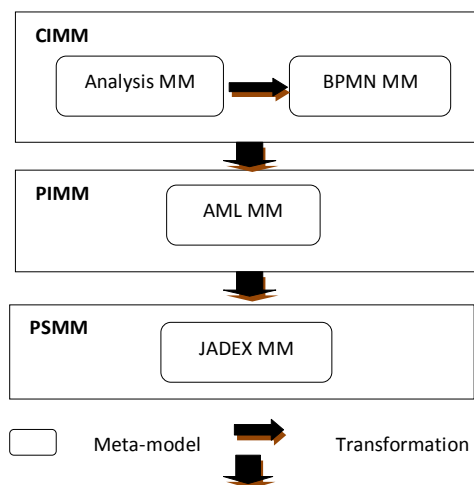 CIMM
Analysis MM
BPMN MM
PIMM
AML MM
PSMM
JADEX MM
Meta-model
Transformation